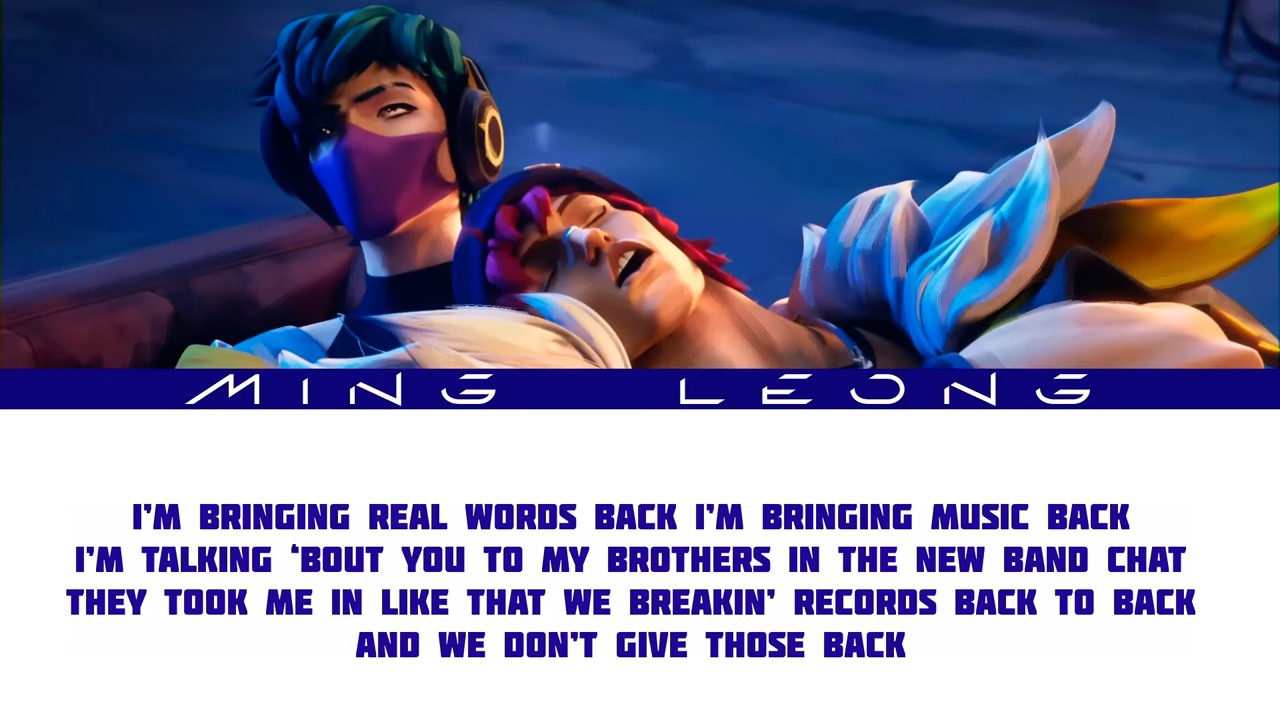 MING LEONG
I'M BRINGING REAL WORDS BACK I'M BRINGING MUSIC BACK
I'M TALKING ‘BOUT YOU TO MY BROTHERS IN THE NEW BAND CHAT
THEY TOOK ME IN LIKE THAT WE BREAKIN’ RECORDS BACK TO BACK
AND WE DON’T GIVE THOSE BACK